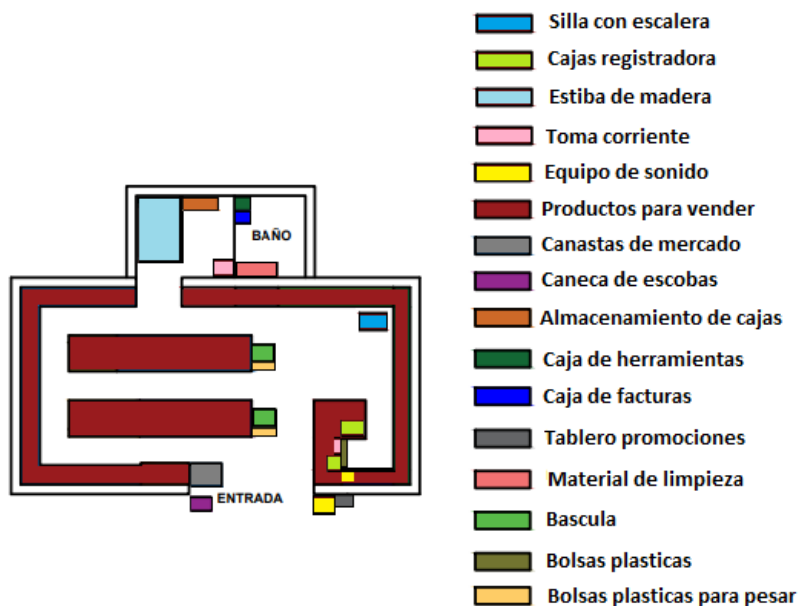 Silla con escalera
Cajas registradora
Estiba de madera
Toma corriente
Equipo de sonido
Productos para vender
Canastas de mercado
Caneca de escobas
Almacenamiento de cajas
Caja de herramientas
Caja de facturas
Tablero promociones
Material de limpieza
Bascula
Bolsas plasticas
Bolsas plasticas para pesar
BAÑO
ENTRADA